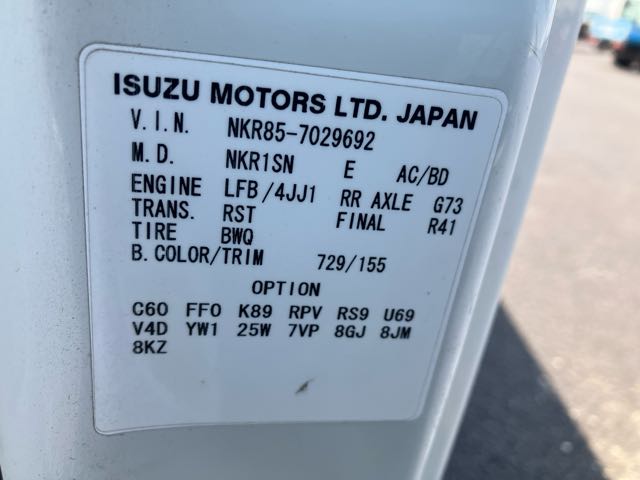 ISUZU MOTORS LTD. JAPAN
V.I.N. NKR85-7029692
M.D. NKR1SN E AC/BD
ENGINE LFB/4JJ1 RR AXLE G73
TRANS. RST FINAL R41
TIRE BWQ
B.COLOR/TRIM 729/155
OPTION
C60 FF0 K89 RPV RS9 U69
V4D YW1 25W 7VP 8GJ 8JM
8KZ